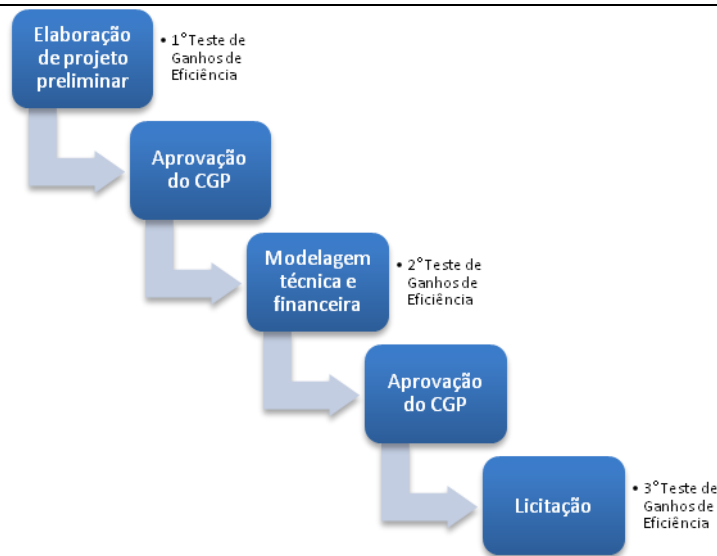 Elaboração
de projeto
preliminar
• 1°Teste de
Ganhos de
Eficiência
Aprovação
do CGP
Modelagem
técnica e
financeira
• 2°Teste de
Ganhos de
Eficiência
Aprovação
do CGP
Licitação
• 3°Teste de
Ganhos de
Eficiência